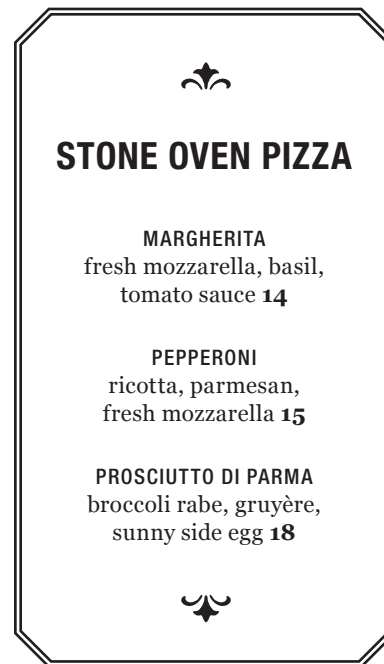 STONE OVEN PIZZA
MARGHERITA
fresh mozzarella, basil,
tomato sauce 14
PEPPERONI
ricotta, parmesan,
fresh mozzarella 15
PROSCIUTTO DI PARMA
broccoli rabe, gruyère,
sunny side egg 18